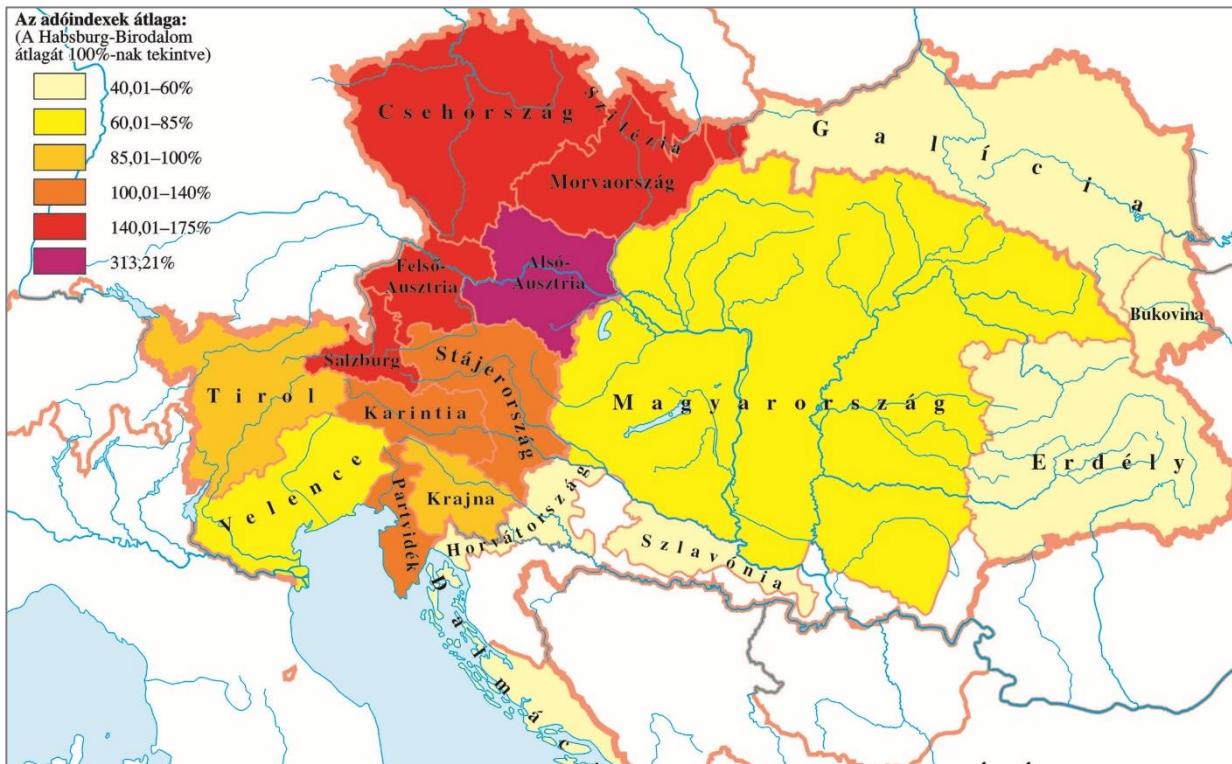 Az adóindexek átlaga:
(A Habsburg-Birodalom
átlagát 100%-nak tekintve)
40,01–60%
60,01–85%
85,01–100%
100,01–140%
140,01–175%
313,21%
Csehország
Szilézia
Morvaország
Galícia
Felső-
Ausztria
Alsó-
Ausztria
Bukovina
Salzburg
Stájerország
Tirol
Karintia
Magyarország
Erdély
Velence
Krajna
Partvidék
Horvátország
Szlavónia
Dalmác